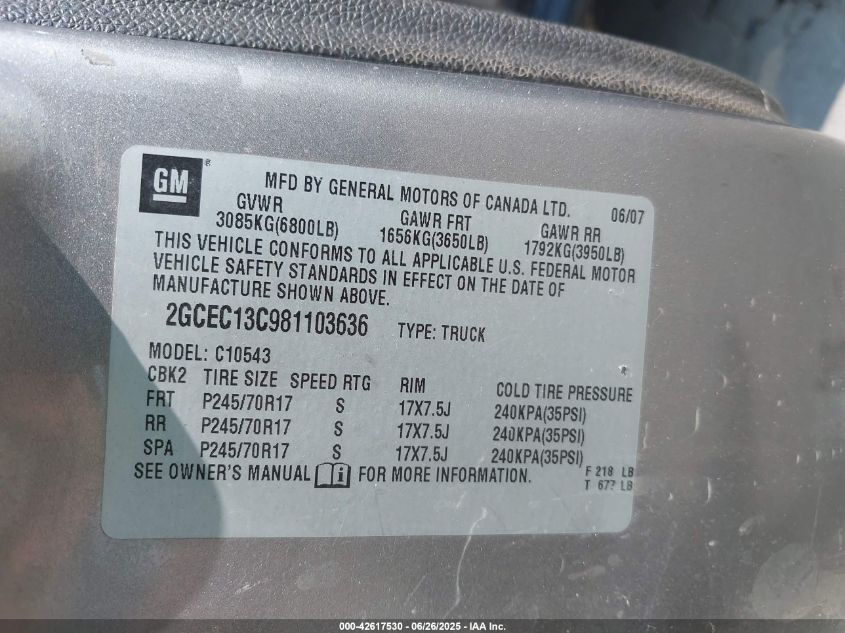 GM®
MFD BY GENERAL MOTORS OF CANADA LTD. 06/07
GVWR GAWR FRT GAWR RR
3085KG(6800LB) 1656KG(3650LB) 1792KG(3950LB)
THIS VEHICLE CONFORMS TO ALL APPLICABLE U.S. FEDERAL MOTOR
VEHICLE SAFETY STANDARDS IN EFFECT ON THE DATE OF
MANUFACTURE SHOWN ABOVE.
2GCEC13C981103636 TYPE: TRUCK
MODEL: C10543
CBK2 TIRE SIZE SPEED RTG RIM COLD TIRE PRESSURE
FRT P245/70R17 S 17X7.5J 240KPA(35PSI)
RR P245/70R17 S 17X7.5J 240KPA(35PSI)
SPA P245/70R17 S 17X7.5J 240KPA(35PSI)
SEE OWNER'S MANUAL i FOR MORE INFORMATION.
F 218 LB
T LB
000-42617530 - 06/26/2025 - IAA Inc.